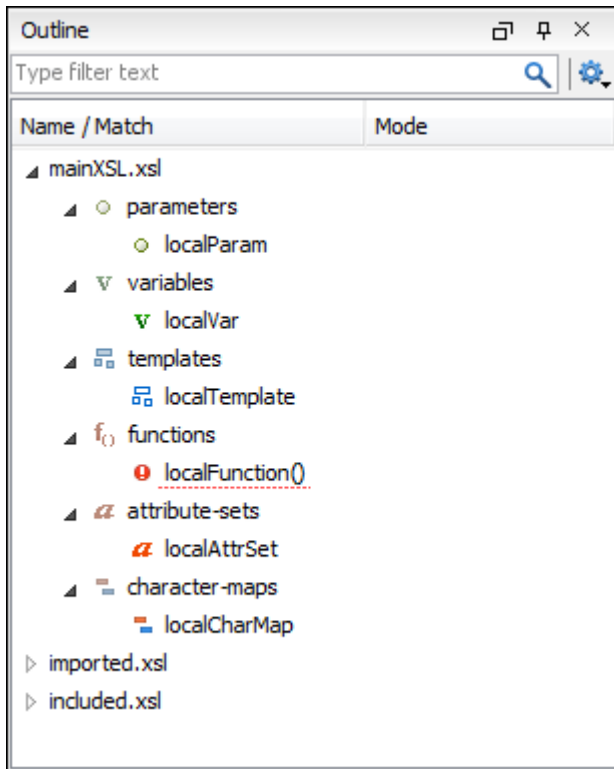 Outline
Type filter text
Name / Match Mode
mainXSL.xsl
parameters
localParam
variables
localVar
templates
localTemplate
functions
localFunction()
attribute-sets
localAttrSet
character-maps
localCharMap
imported.xsl
included.xsl